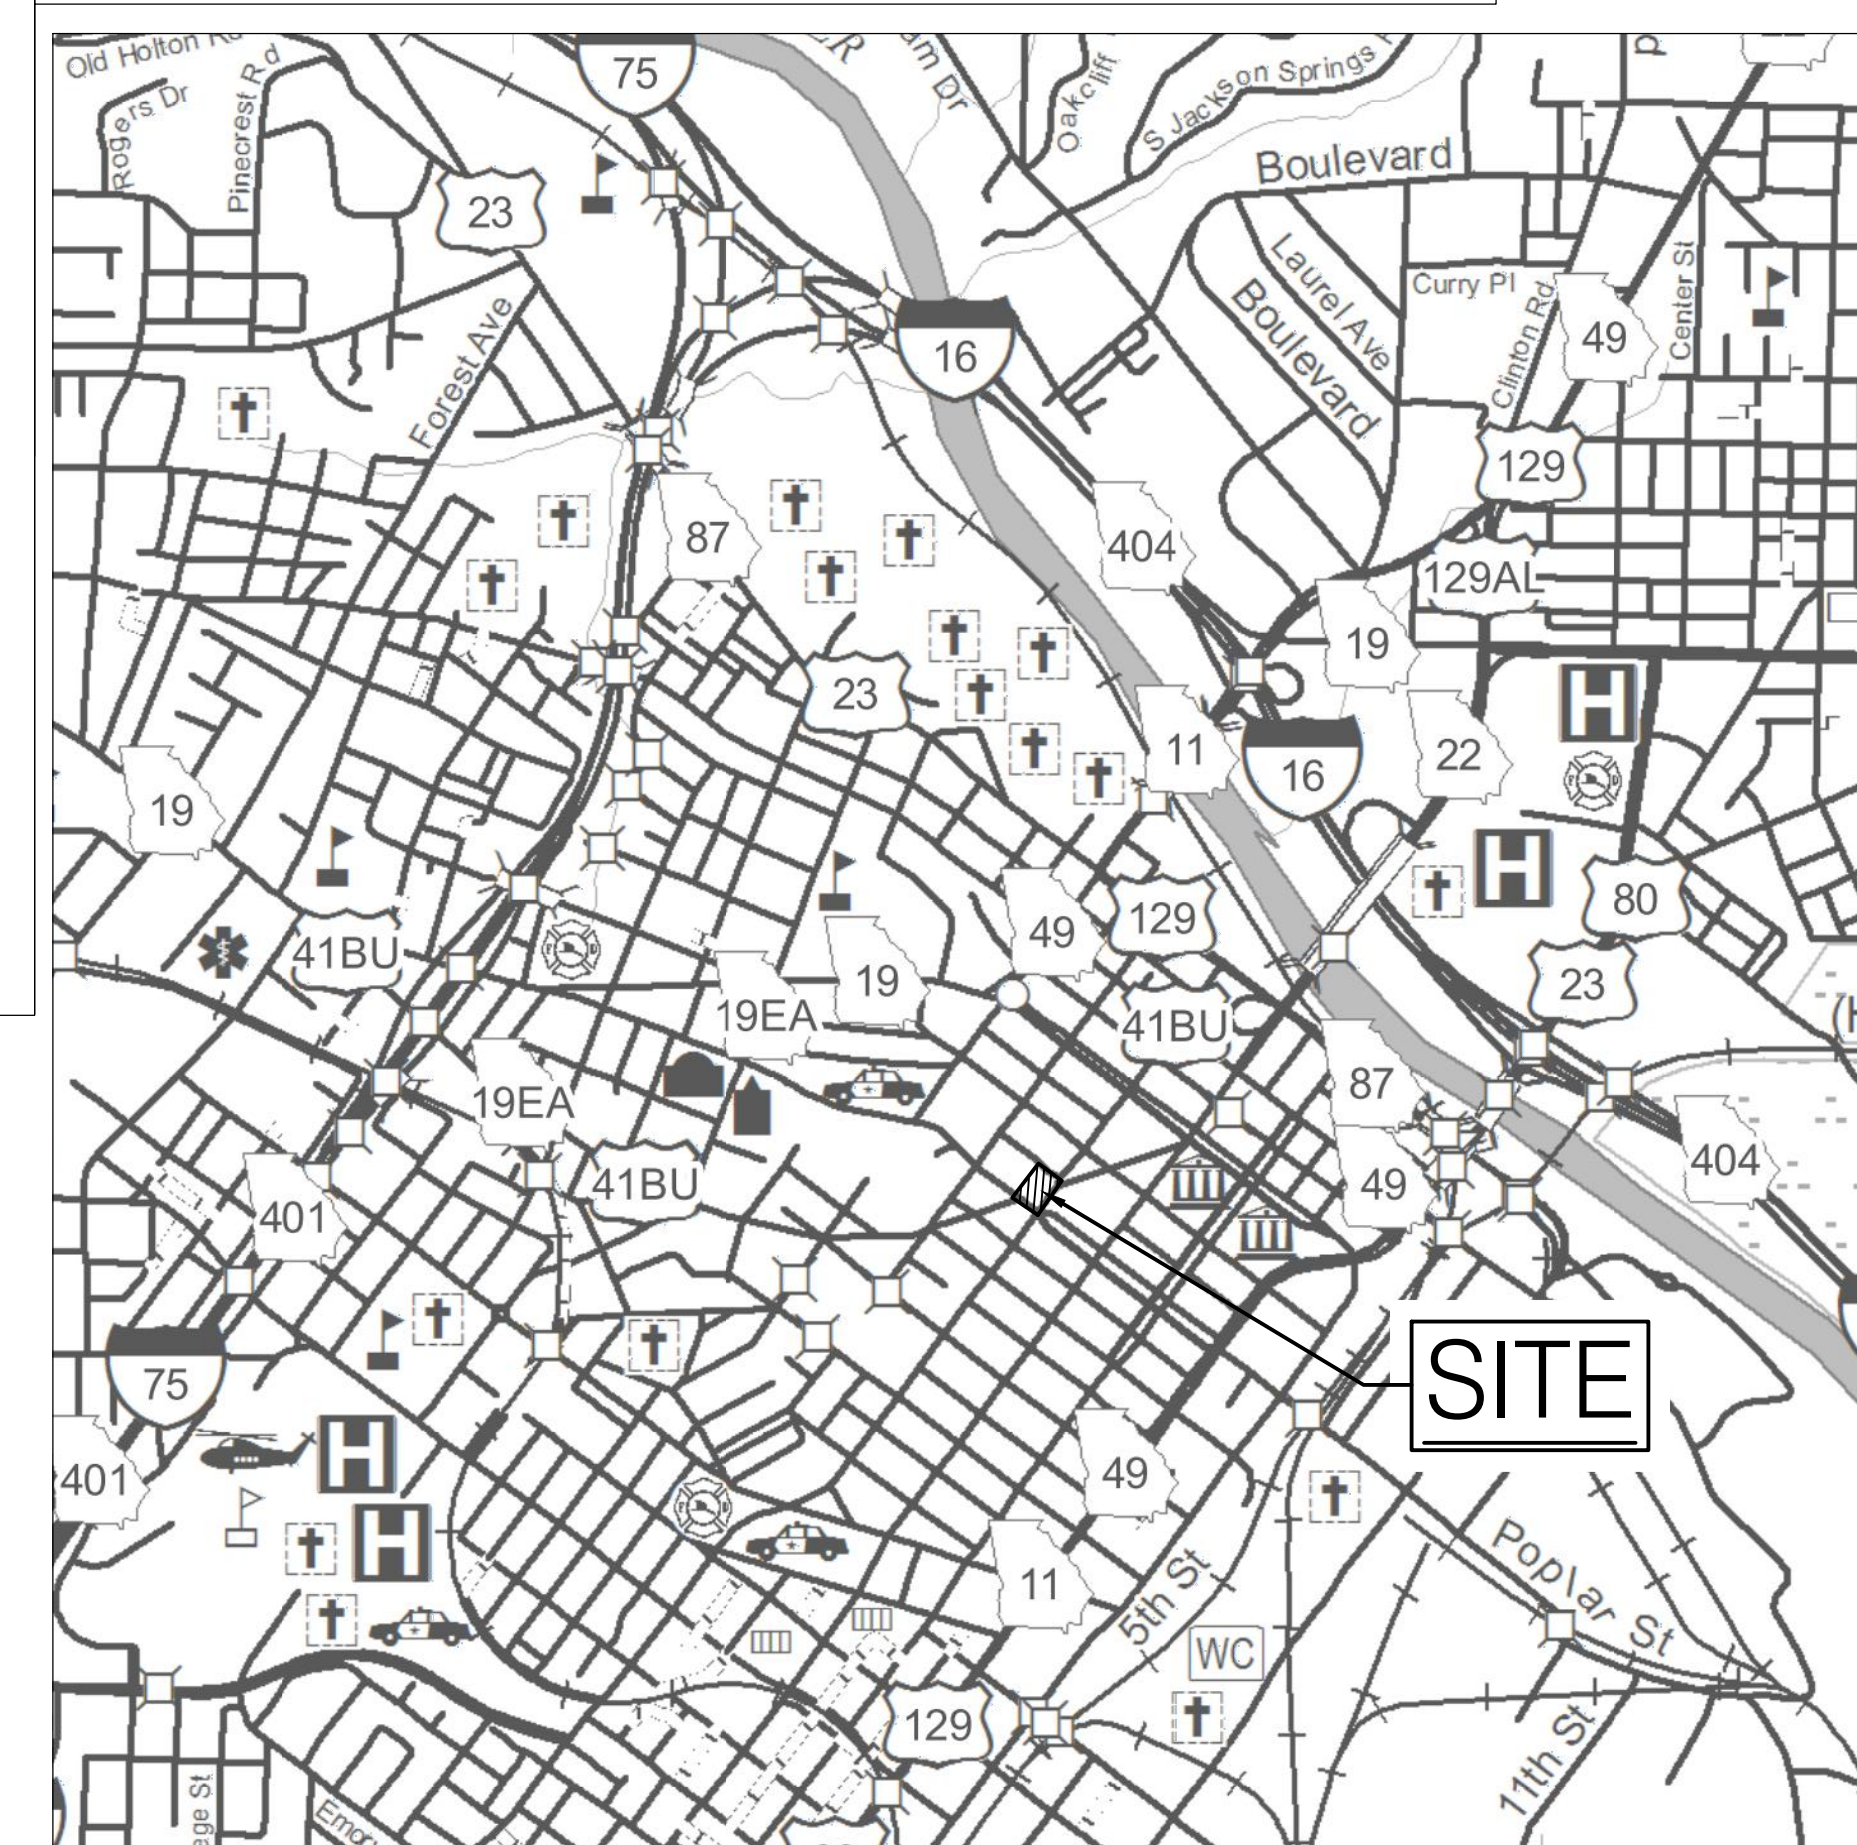 Old Holton Rd
75
Oakcliff
S Jackson Springs
Rogers Dr
Pinecrest Rd
Boulevard
23
Laurel Ave
Boulevard
Curry Pl
Clinton Rd
49
Center St
Forest Ave
16
129
87
404
129AL
19
23
11
16
22
19
41BU
49
129
80
19EA
19
41BU
23
87
19EA
41BU
49
404
401
SITE
75
401
49
11
5th St
Poplar St
WC
129
11th St